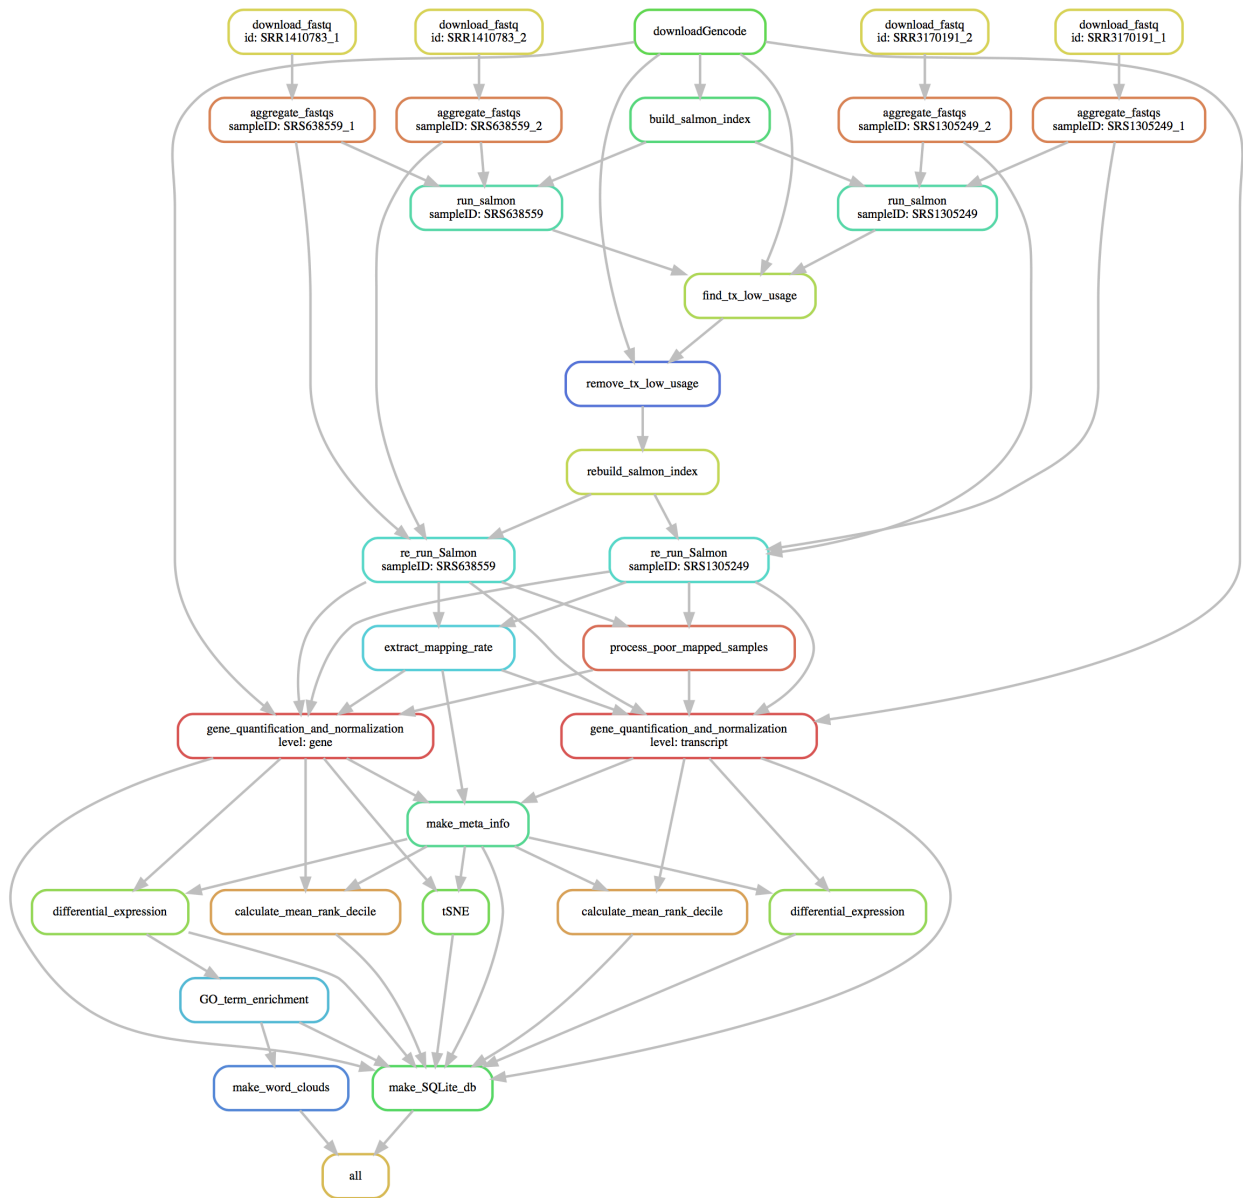 download_fastq
id: SRR1410783_1
download_fastq
id: SRR1410783_2
downloadGencode
download_fastq
id: SRR3170191_2
download_fastq
id: SRR3170191_1
aggregate_fastqs
sampleID: SRS638559_1
aggregate_fastqs
sampleID: SRS638559_2
build_salmon_index
aggregate_fastqs
sampleID: SRS1305249_2
aggregate_fastqs
sampleID: SRS1305249_1
run_salmon
sampleID: SRS638559
run_salmon
sampleID: SRS1305249
find_tx_low_usage
remove_tx_low_usage
rebuild_salmon_index
re_run_Salmon
sampleID: SRS638559
re_run_Salmon
sampleID: SRS1305249
extract_mapping_rate
process_poor_mapped_samples
gene_quantification_and_normalization
level: gene
gene_quantification_and_normalization
level: transcript
make_meta_info
differential_expression
calculate_mean_rank_decile
tSNE
calculate_mean_rank_decile
differential_expression
GO_term_enrichment
make_word_clouds
make_SQLite_db
all